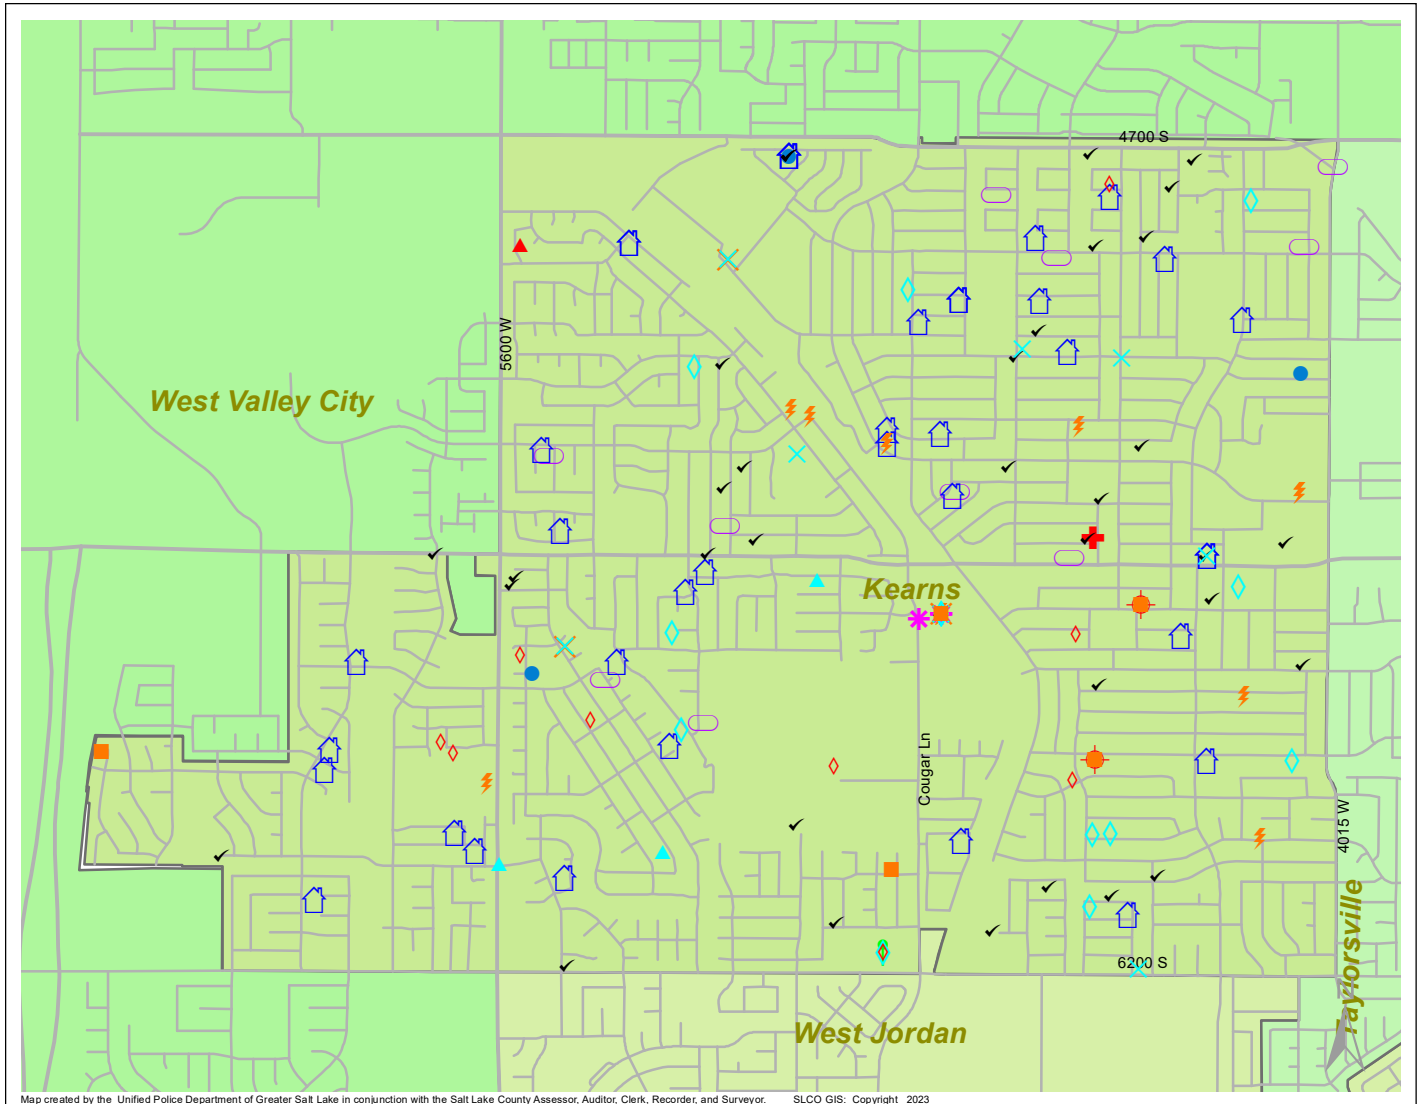 4700 S
5600 W
West Valley City
Kearns
Cougar Ln
4015 W
Taylorsville
6200 S
West Jordan
Map created by the Unified Police Department of Greater Salt Lake in conjunction with the Salt Lake County Assessor, Auditor, Clerk, Recorder, and Surveyor. SLCO GIS: Copyright 2023